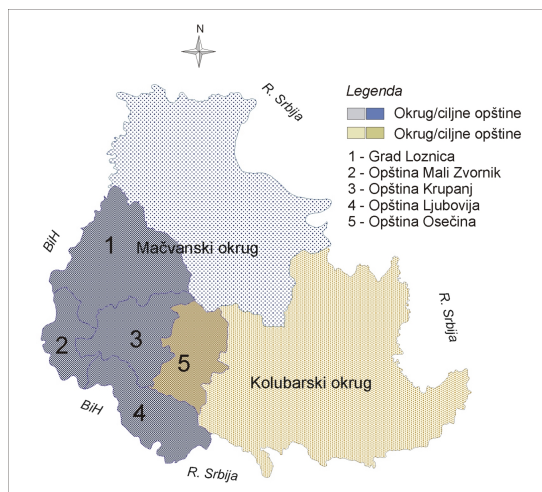 N
R. Srbija
Legenda
Okrug/ciljne opštine
Okrug/ciljne opštine
1 - Grad Loznica
2 - Opština Mali Zvornik
3 - Opština Krupanj
4 - Opština Ljubovija
5 - Opština Osečina
BiH
1
Mačvanski okrug
R. Srbija
2
3
5
Kolubarski okrug
BiH
4
R. Srbija